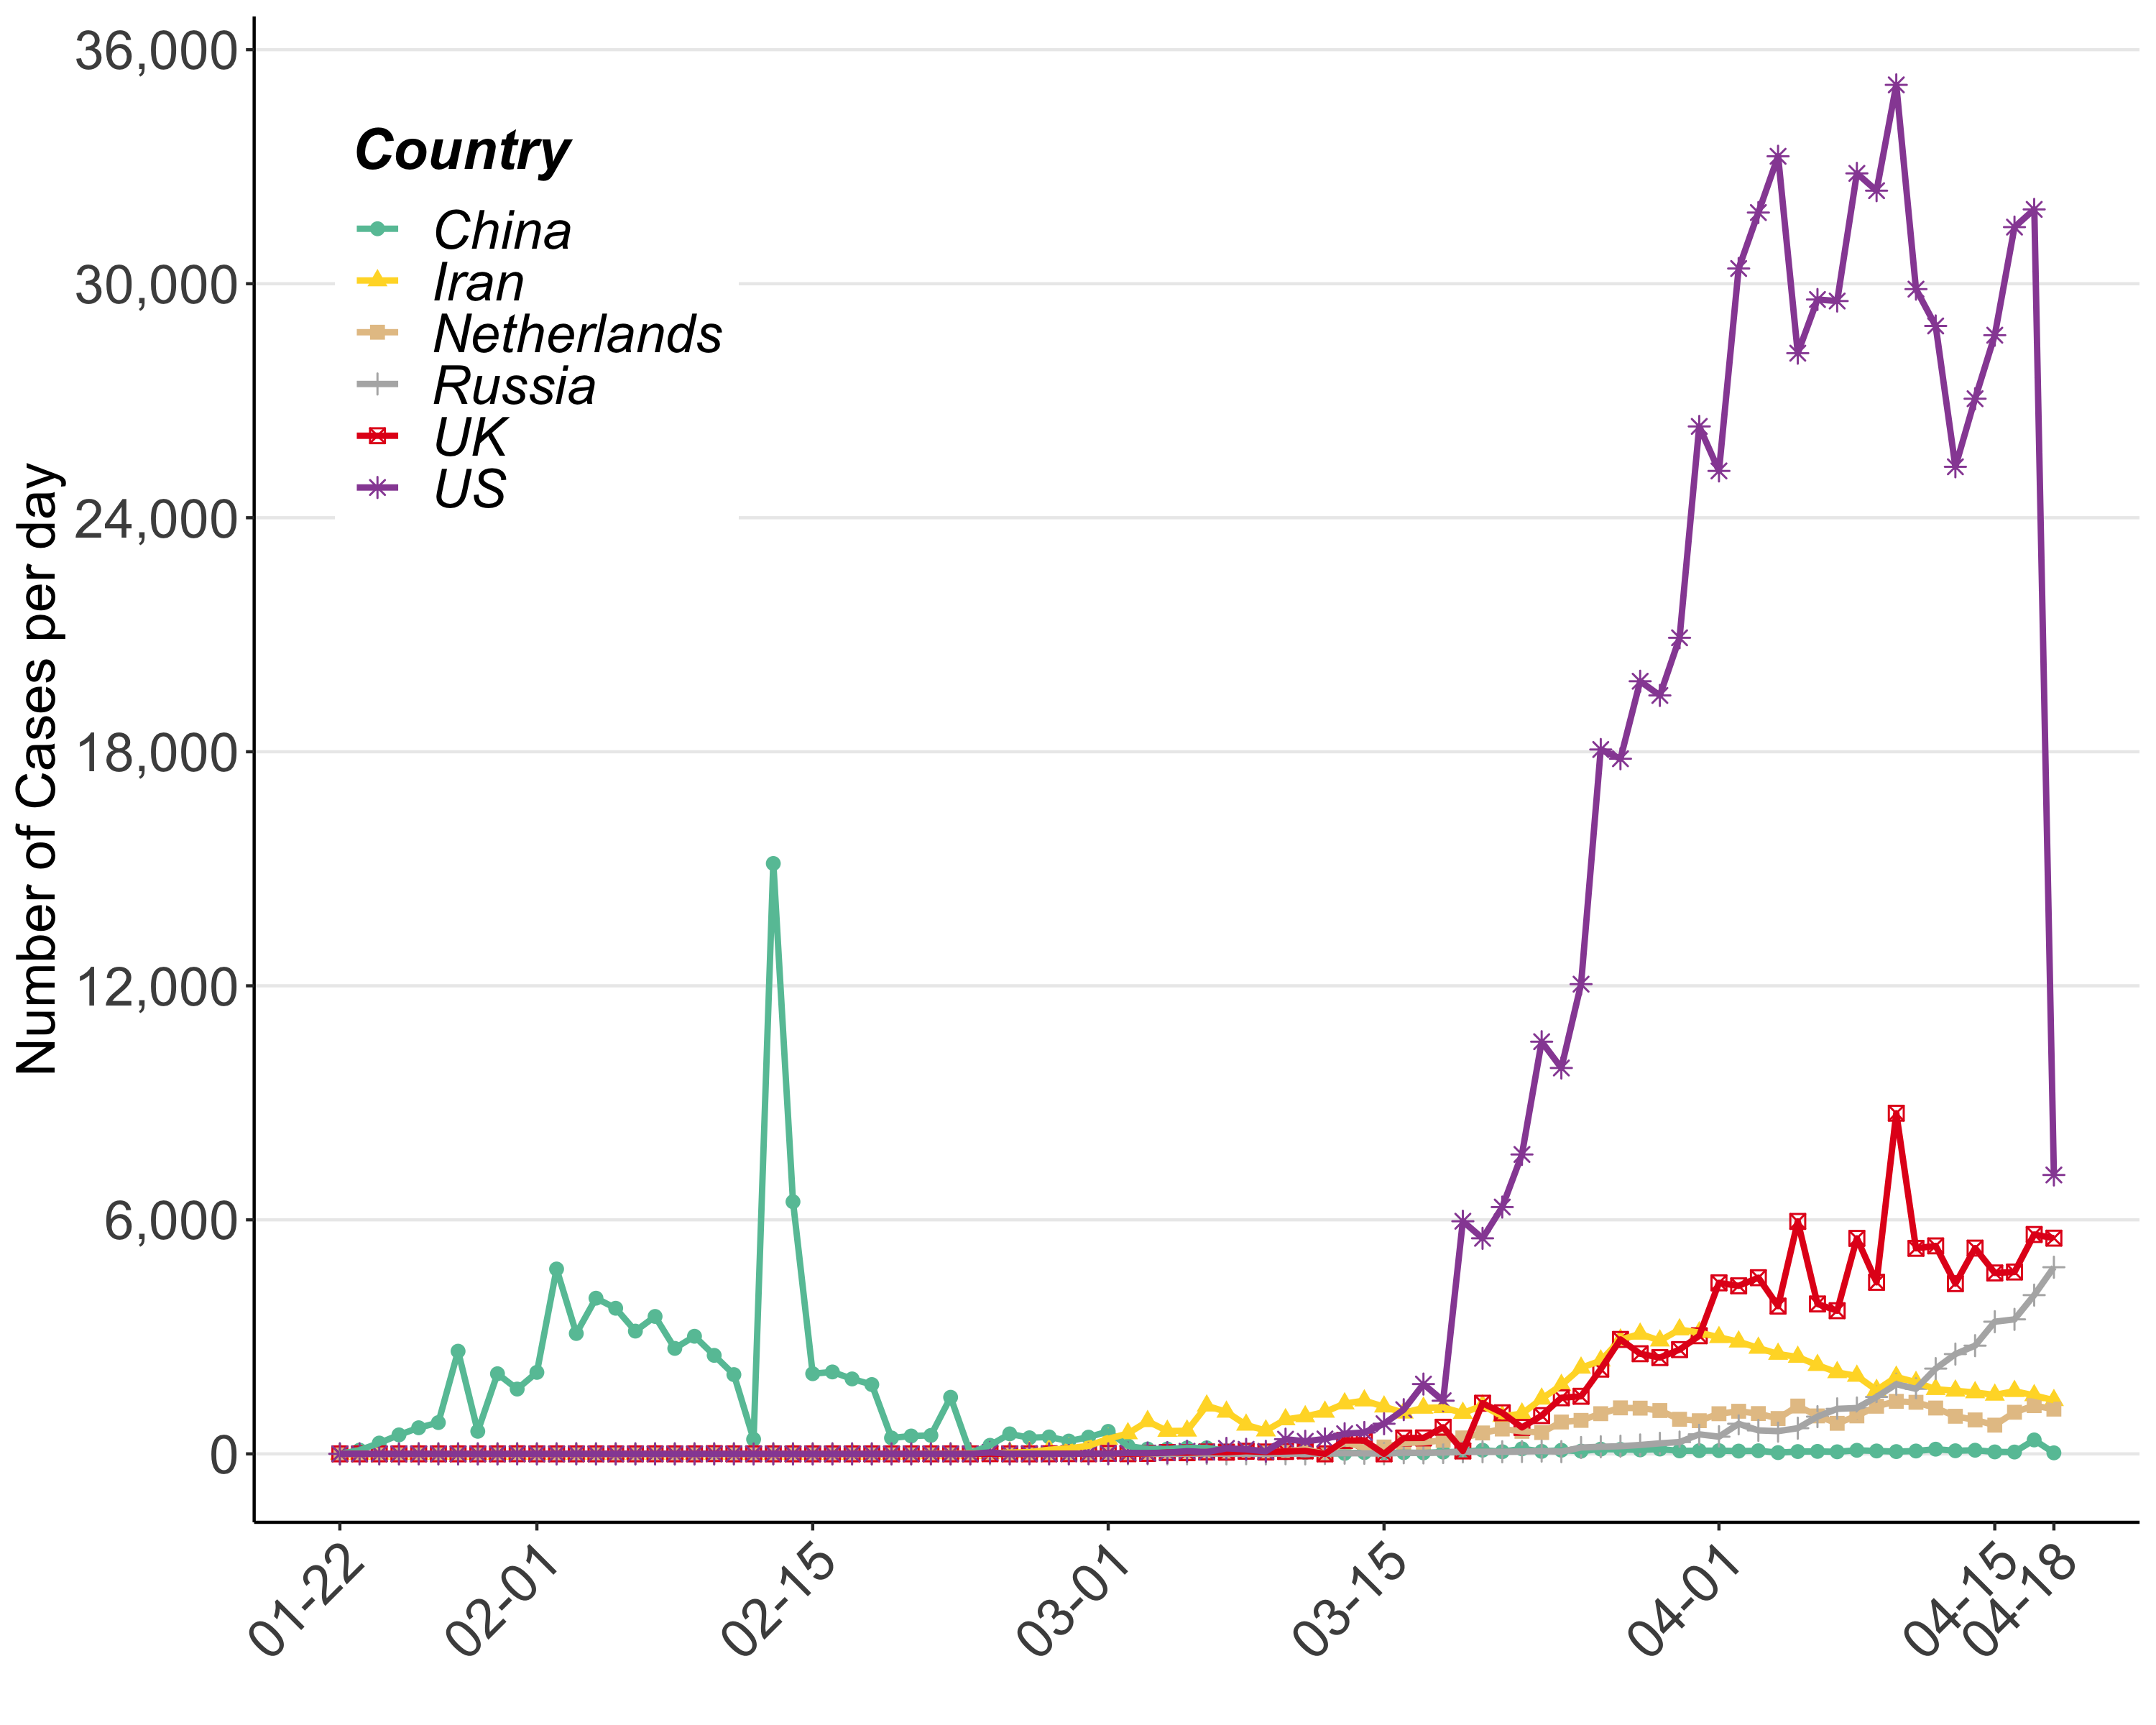 Number of Cases per day
36,000
30,000
24,000
18,000
12,000
6,000
0
Country
China
Iran
Netherlands
Russia
UK
US
01-22
02-01
02-15
03-01
03-15
04-01
04-15
04-18